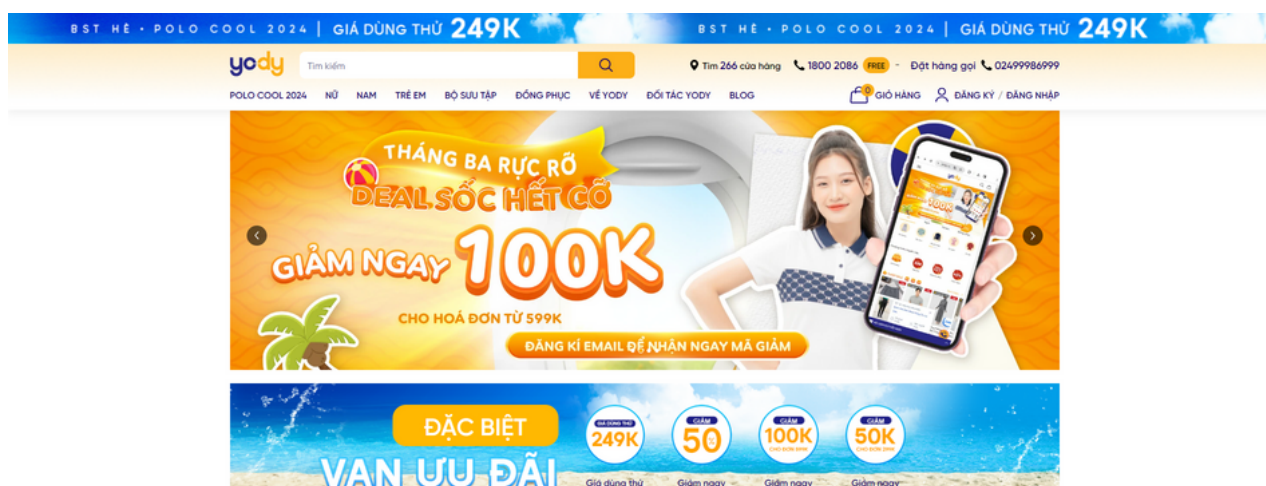 BST HÈ • POLO COOL 2024 | GIÁ DÙNG THỬ 249K
BST HÈ • POLO COOL 2024 | GIÁ DÙNG THỬ 249K
yody
Tìm kiếm
Tìm 266 cửa hàng
1800 2086 FREE - Đặt hàng gọi 02499986999
POLO COOL 2024 NỮ NAM TRẺ EM BỘ SƯU TẬP ĐỒNG PHỤC VỀ YODY ĐỐI TÁC YODY BLOG
0 GIỎ HÀNG ĐĂNG KÝ / ĐĂNG NHẬP
THÁNG BA RỰC RỠ
DEAL SỐC HẾT CỠ
GIẢM NGAY 100K
CHO HOÁ ĐƠN TỪ 599K
ĐĂNG KÍ EMAIL ĐỂ NHẬN NGAY MÃ GIẢM
ĐẶC BIỆT
VẠN ƯU ĐÃI
GIÁ DÙNG THỬ
249K
Giá dùng thử
GIẢM
50%
Giảm ngay
GIẢM
100K
Giảm ngay
GIẢM
50K
Giảm ngay